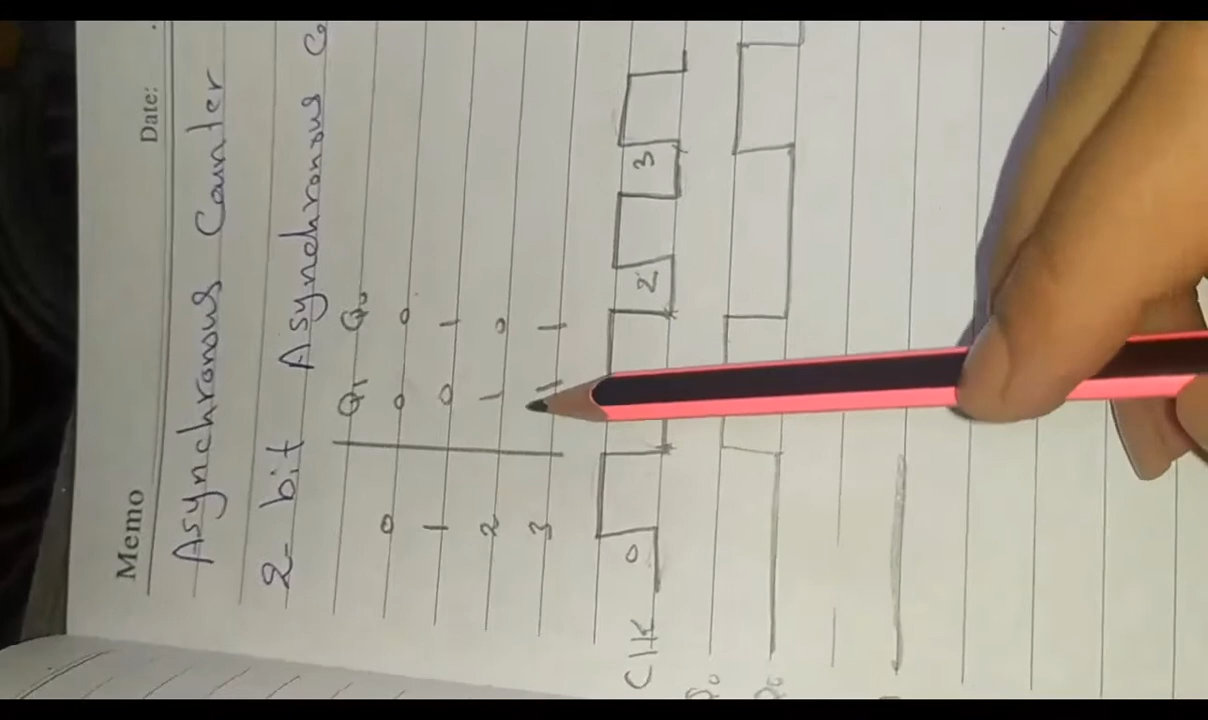 Memo
Date:
Asynchronous Counter
2-bit Asynchronous Co
Q1 Q0
0 0 0
1 0 1
2 1 0
3 1 1
CLK 0 2 3